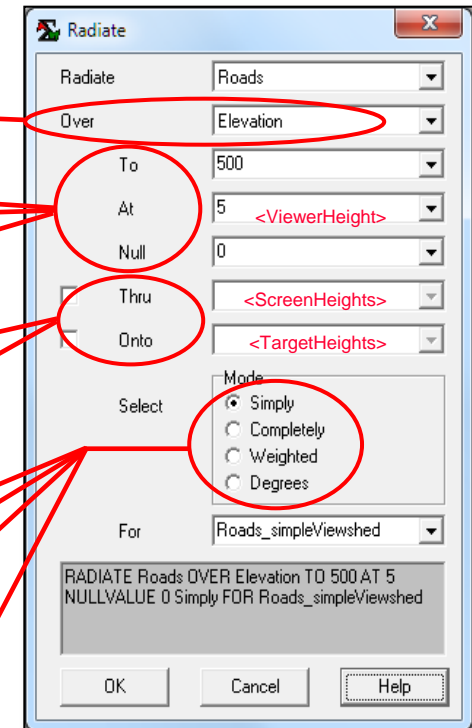 Radiate
Radiate Roads
Over Elevation
To 500
At 5 <ViewerHeight>
Null 0
Thru <ScreenHeights>
Onto <TargetHeights>
Mode
Select Simply
Completely
Weighted
Degrees
For Roads_simpleViewshed
RADIATE Roads OVER Elevation TO 500 AT 5
NULLVALUE 0 Simply FOR Roads_simpleViewshed
OK Cancel Help